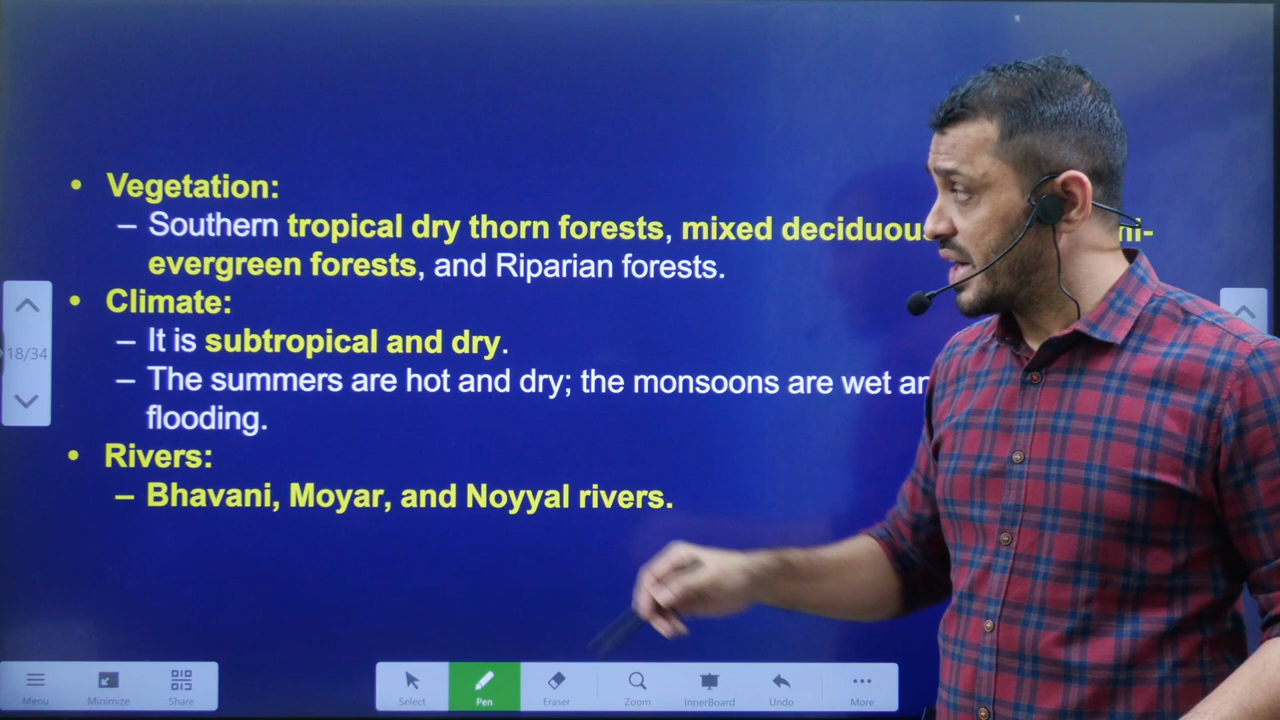 • Vegetation:
– Southern tropical dry thorn forests, mixed deciduou
evergreen forests, and Riparian forests.
• Climate:
– It is subtropical and dry.
– The summers are hot and dry; the monsoons are wet
flooding.
• Rivers:
– Bhavani, Moyar, and Noyyal rivers.
18/34
Menu Minimize Share Select Pen Eraser Zoom InnerBoard Undo More